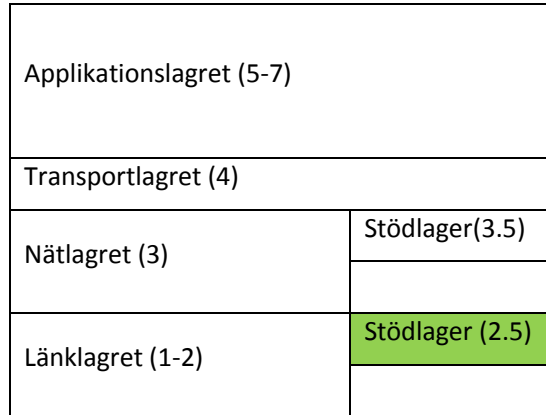 Applikationslagret (5-7)
Transportlagret (4)
Nätlagret (3)
Stödlager(3.5)
Länklagret (1-2)
Stödlager (2.5)